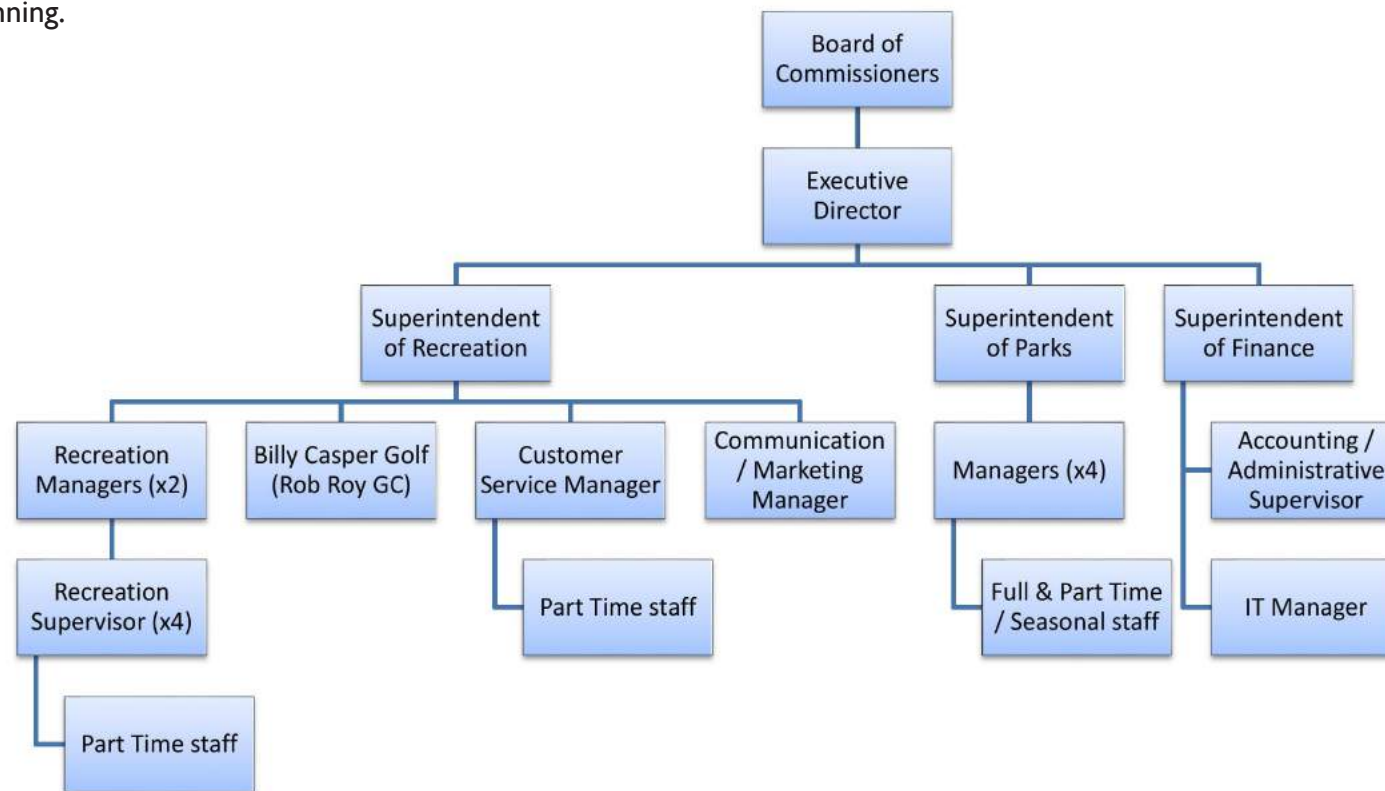 nning.
Board of
Commissioners
Executive
Director
Superintendent
of Recreation
Superintendent
of Parks
Superintendent
of Finance
Recreation
Managers (x2)
Billy Casper Golf
(Rob Roy GC)
Customer
Service Manager
Communication
/ Marketing
Manager
Managers (x4)
Accounting /
Administrative
Supervisor
Recreation
Supervisor (x4)
Part Time staff
Full & Part Time
/ Seasonal staff
IT Manager
Part Time staff